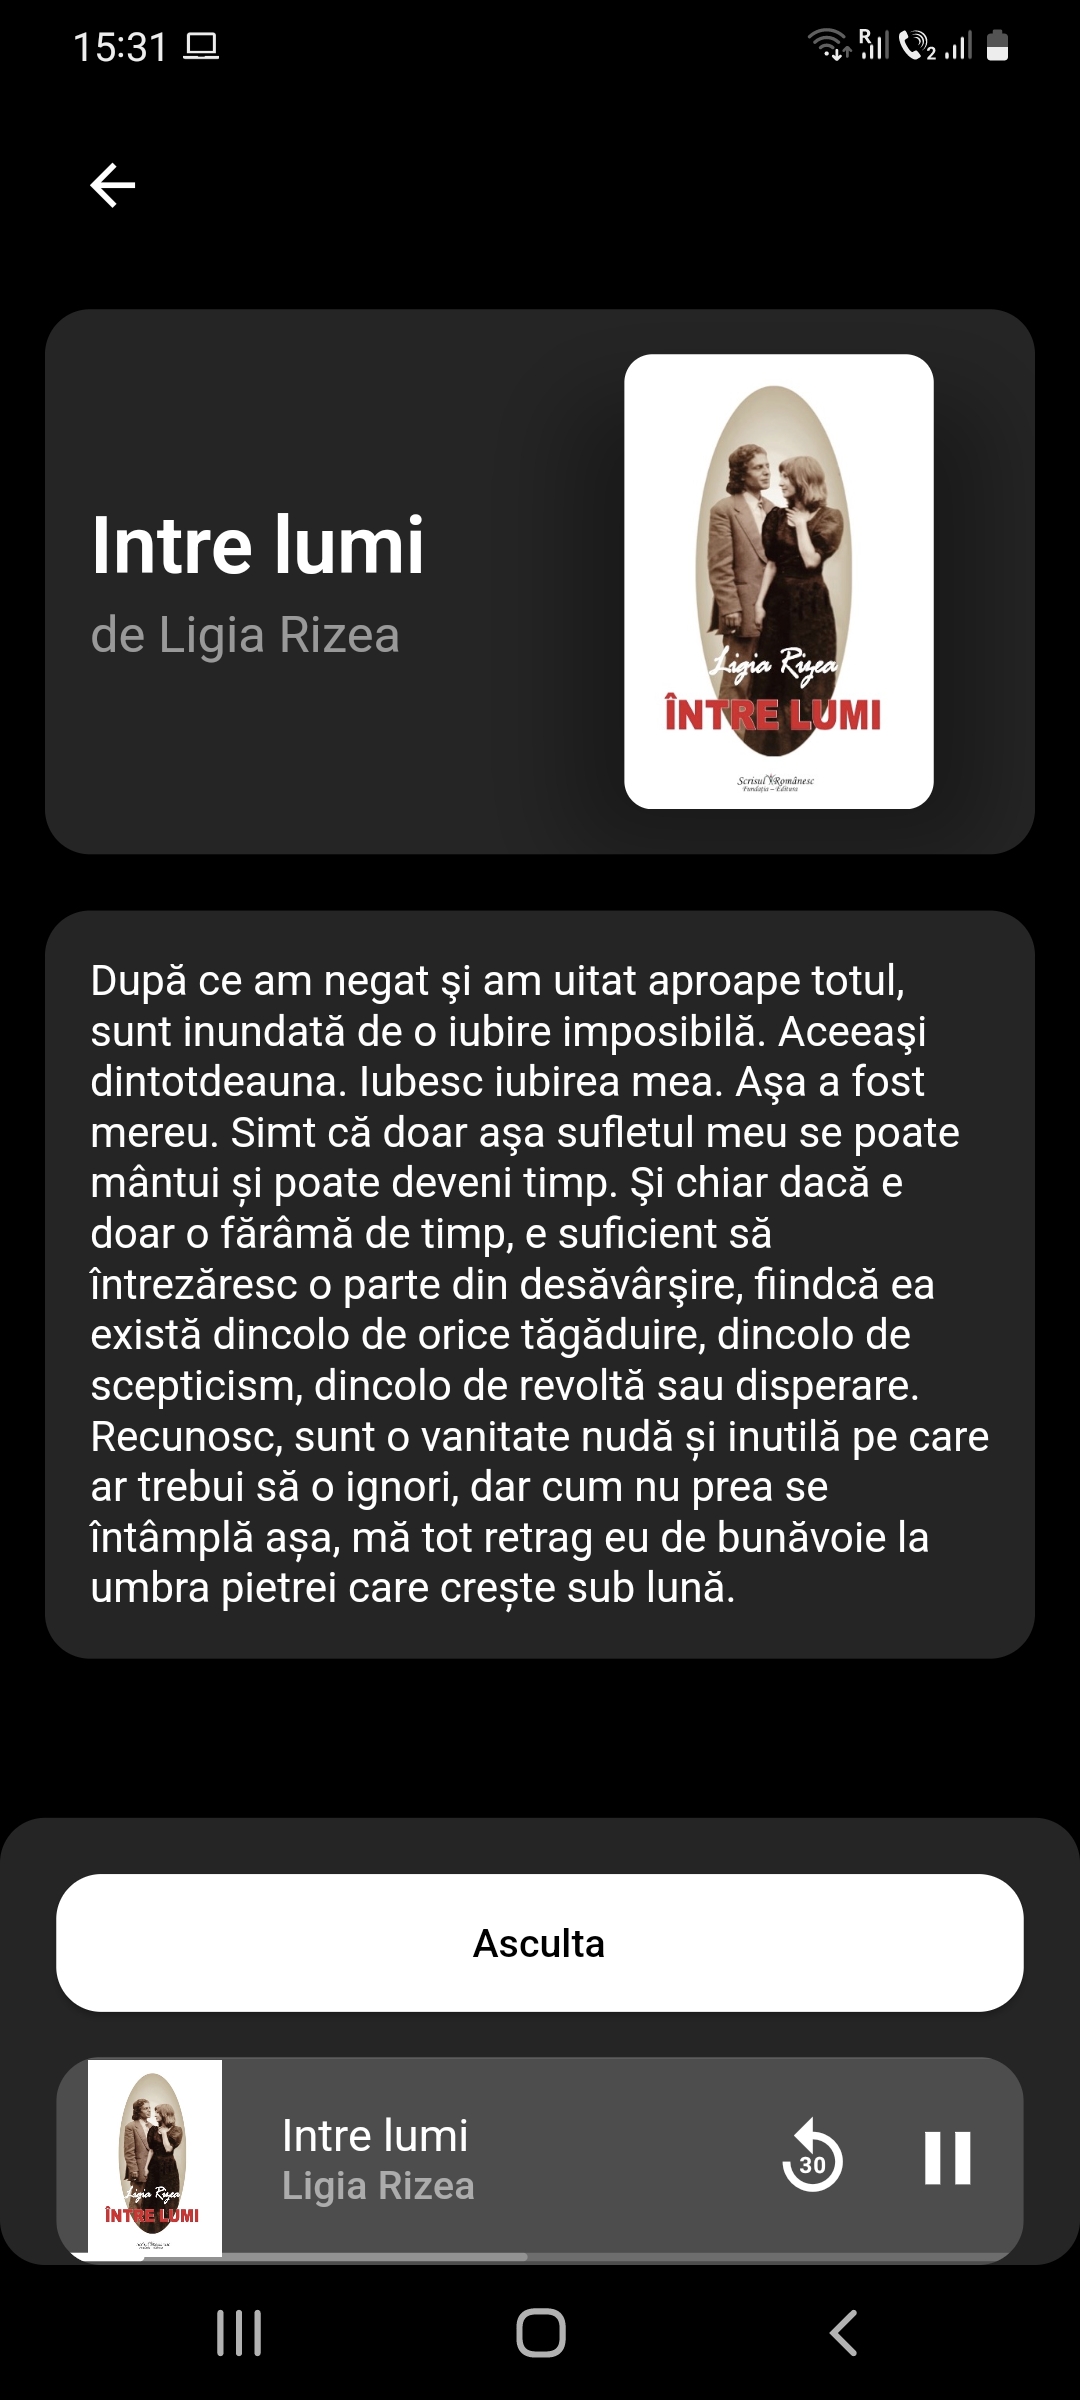 15:31
R
2
Intre lumi
de Ligia Rizea
Ligia Rizea
ÎNTRE LUMI
Scrisul Românesc
Fundația – Editura
După ce am negat şi am uitat aproape totul,
sunt inundată de o iubire imposibilă. Aceeaşi
dintotdeauna. Iubesc iubirea mea. Aşa a fost
mereu. Simt că doar aşa sufletul meu se poate
mântui și poate deveni timp. Şi chiar dacă e
doar o fărâmă de timp, e suficient să
întrezăresc o parte din desăvârşire, fiindcă ea
există dincolo de orice tăgăduire, dincolo de
scepticism, dincolo de revoltă sau disperare.
Recunosc, sunt o vanitate nudă și inutilă pe care
ar trebui să o ignori, dar cum nu prea se
întâmplă așa, mă tot retrag eu de bunăvoie la
umbra pietrei care crește sub lună.
Asculta
Ligia Rizea
ÎNTRE LUMI
Intre lumi
Ligia Rizea
30